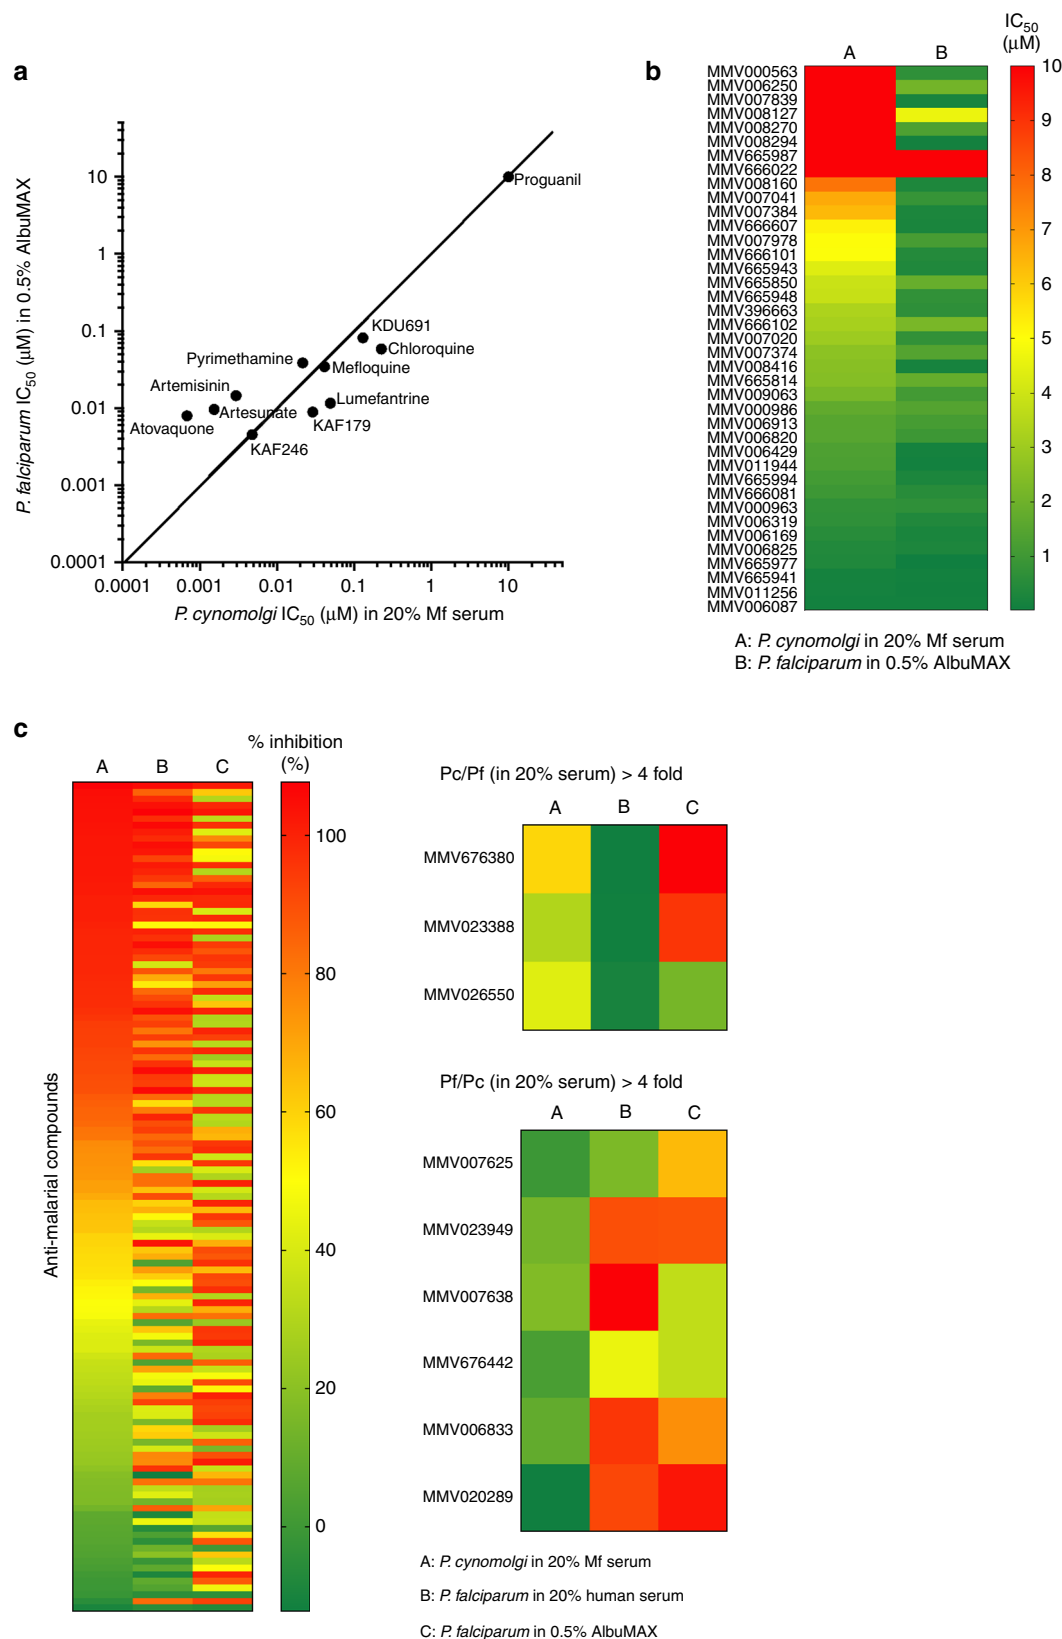 a
P. falciparum IC50 (μM) in 0.5% AlbuMAX
10
1
0.1
0.01
0.001
0.0001
Proguanil
KDU691
Chloroquine
Pyrimethamine
Mefloquine
Artemisinin
Lumefantrine
Artesunate
KAF179
Atovaquone
KAF246
0.0001
0.001
0.01
0.1
1
10
P. cynomolgi IC50 (μM) in 20% Mf serum
b
A
B
IC50
(μM)
MMV000563
MMV006250
MMV007839
MMV008127
MMV008270
MMV008294
MMV665987
MMV666022
MMV008160
MMV007041
MMV007384
MMV666607
MMV007978
MMV666101
MMV665943
MMV665850
MMV665948
MMV396663
MMV666102
MMV007020
MMV007374
MMV008416
MMV665814
MMV009063
MMV000986
MMV006913
MMV006820
MMV006429
MMV011944
MMV665994
MMV666081
MMV000963
MMV006319
MMV006169
MMV006825
MMV665977
MMV665941
MMV011256
MMV006087
10
9
8
7
6
5
4
3
2
1
A: P. cynomolgi in 20% Mf serum
B: P. falciparum in 0.5% AlbuMAX
c
A
B
C
% inhibition
(%)
Anti-malarial compounds
100
80
60
40
20
0
Pc/Pf (in 20% serum) > 4 fold
A
B
C
MMV676380
MMV023388
MMV026550
Pf/Pc (in 20% serum) > 4 fold
A
B
C
MMV007625
MMV023949
MMV007638
MMV676442
MMV006833
MMV020289
A: P. cynomolgi in 20% Mf serum
B: P. falciparum in 20% human serum
C: P. falciparum in 0.5% AlbuMAX